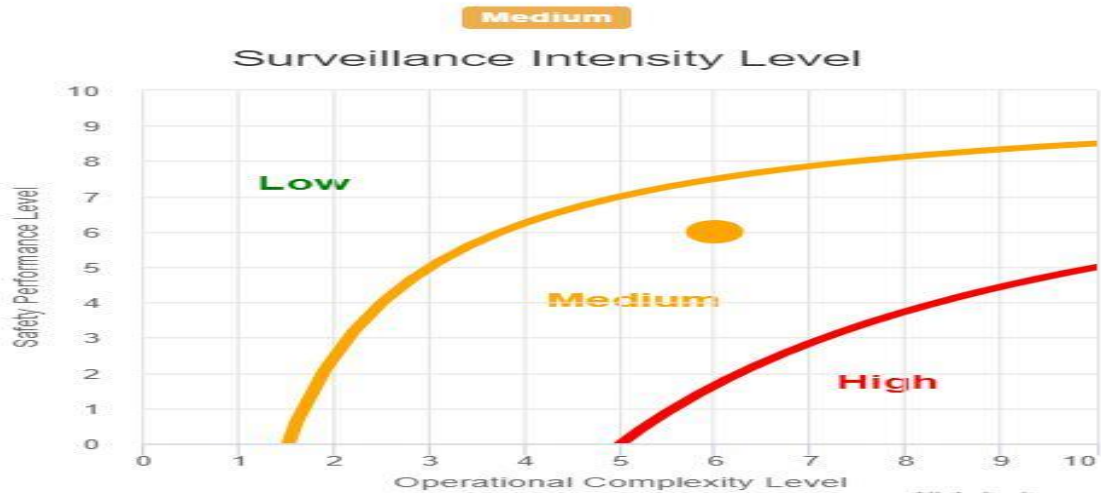 Medium
Surveillance Intensity Level
10
9
8
7
6
5
4
3
2
1
0
Safety Performance Level
Low
Medium
High
0 1 2 3 4 5 6 7 8 9 10
Operational Complexity Level